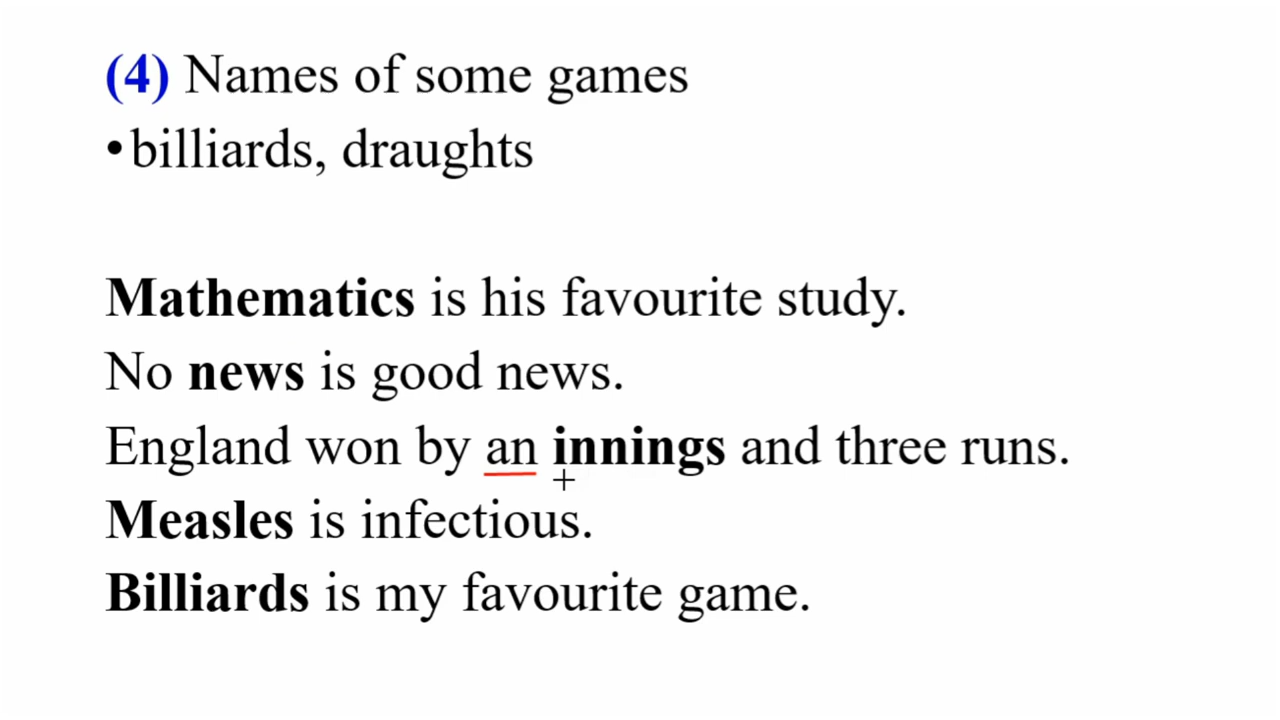 (4) Names of some games
•billiards, draughts
Mathematics is his favourite study.
No news is good news.
England won by an innings and three runs.
Measles is infectious.
Billiards is my favourite game.